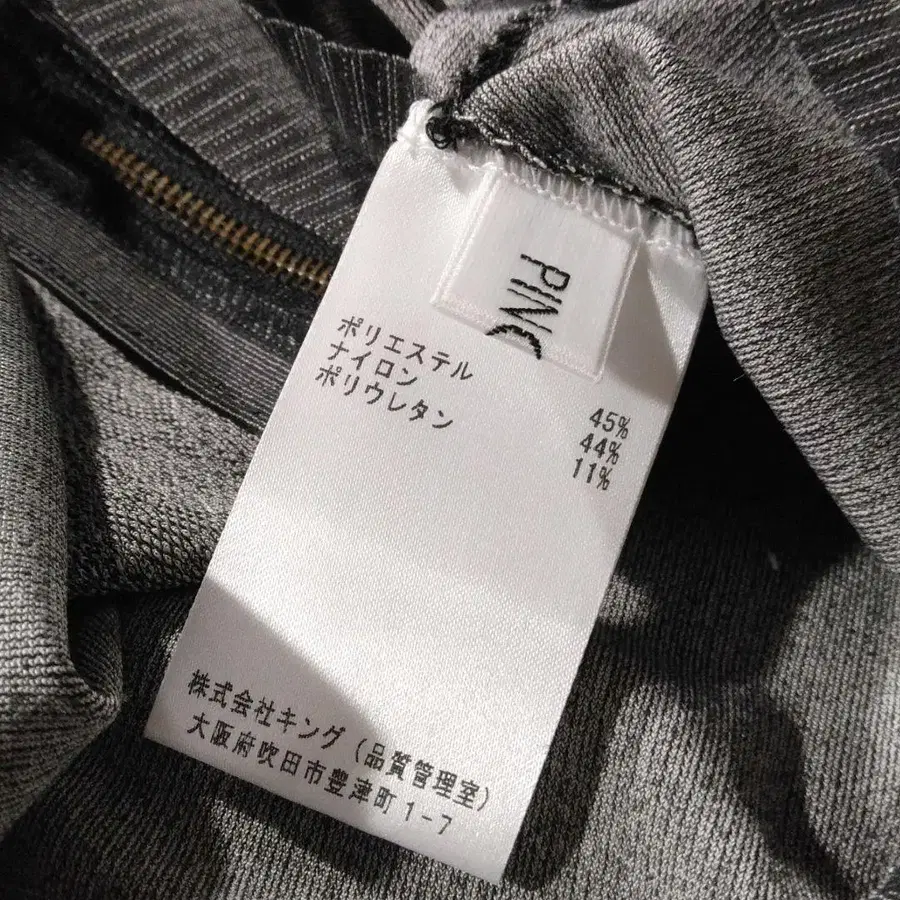 PINC
ポリエステル 45%
ナイロン 44%
ポリウレタン 11%
株式会社キング(品質管理室)
大阪府吹田市豊津町1-7